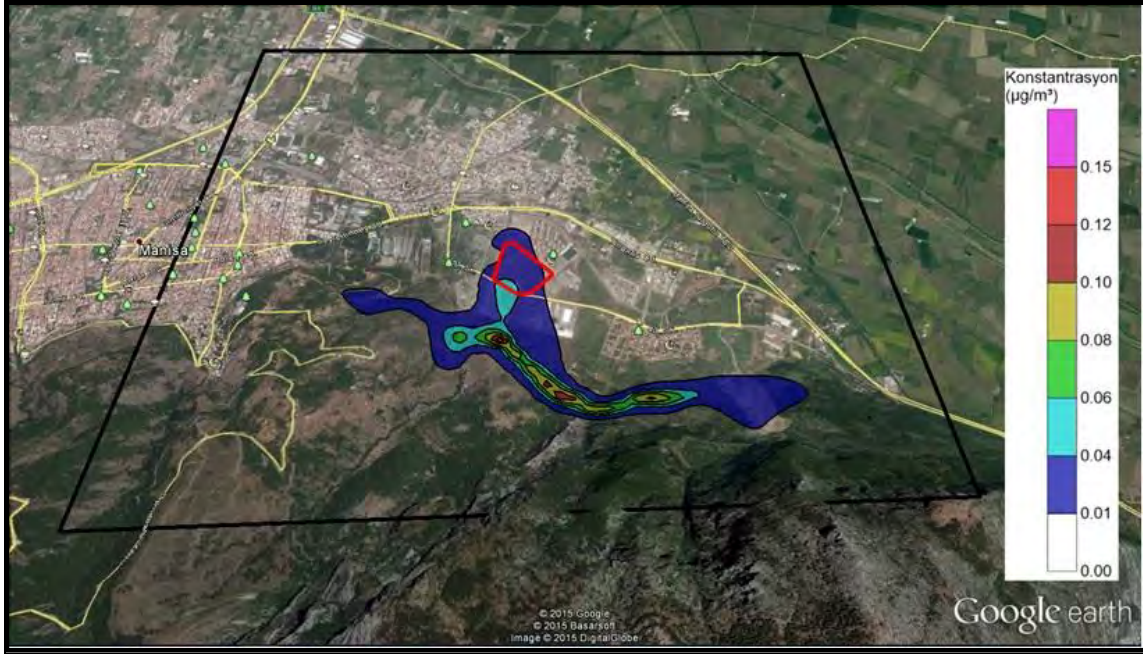 Manisa
Konstantrasyon
(µg/m³)
0.15
0.12
0.10
0.08
0.06
0.04
0.01
0.00
© 2015 Google
© 2015 Basarsoft
Image © 2015 DigitalGlobe
Google earth